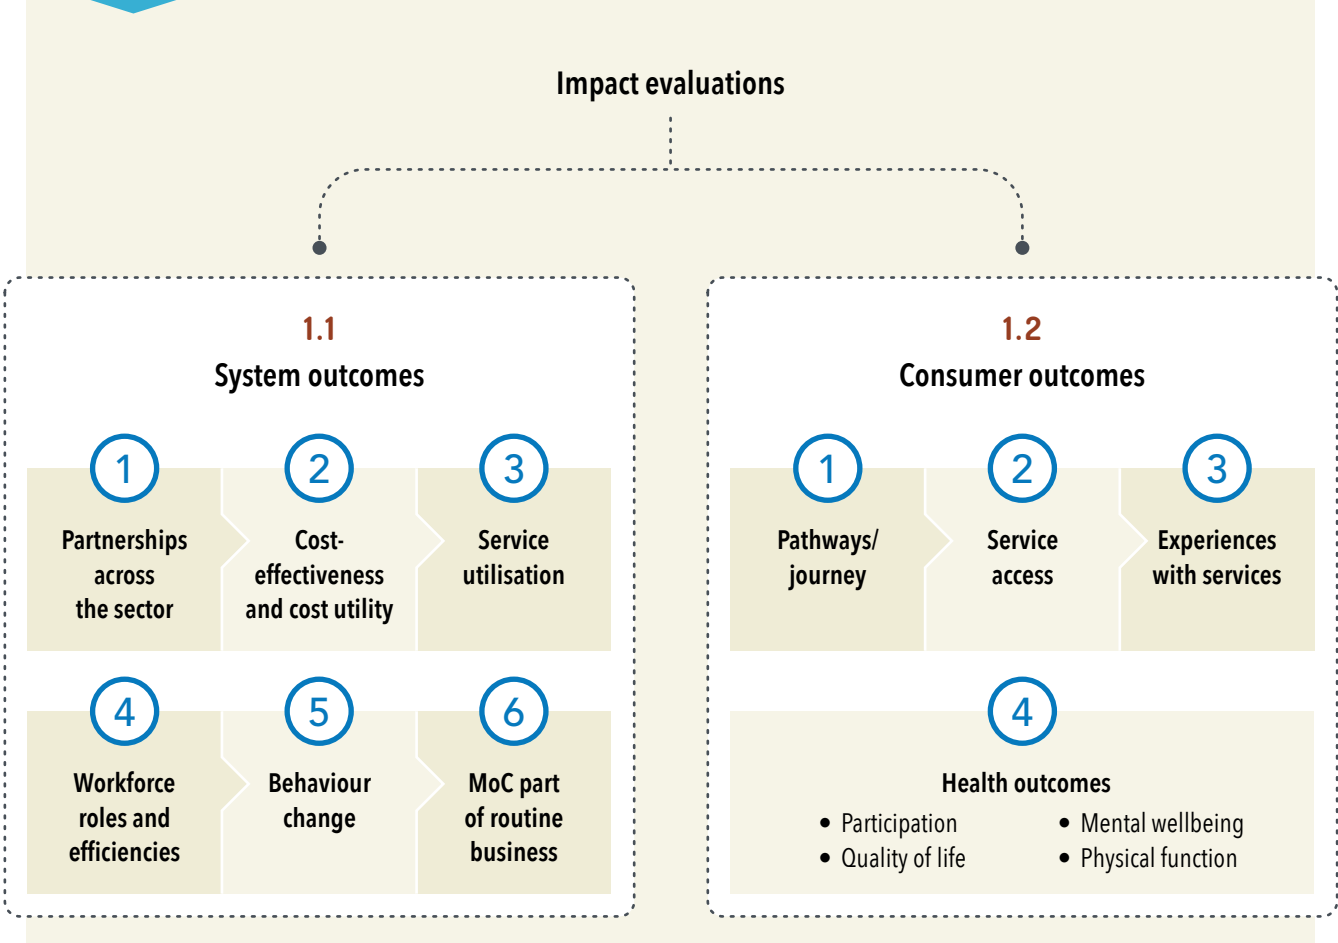 Impact evaluations
1.1
System outcomes
1
Partnerships
across
the sector
2
Cost-
effectiveness
and cost utility
3
Service
utilisation
4
Workforce
roles and
efficiencies
5
Behaviour
change
6
MoC part
of routine
business
1.2
Consumer outcomes
1
Pathways/
journey
2
Service
access
3
Experiences
with services
4
Health outcomes
• Participation
• Quality of life
• Mental wellbeing
• Physical function